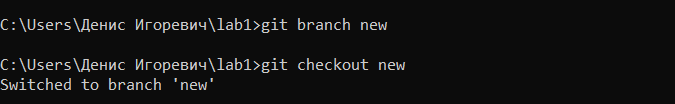 C:\Users\Денис Игоревич\lab1>git branch new
C:\Users\Денис Игоревич\lab1>git checkout new
Switched to branch 'new'